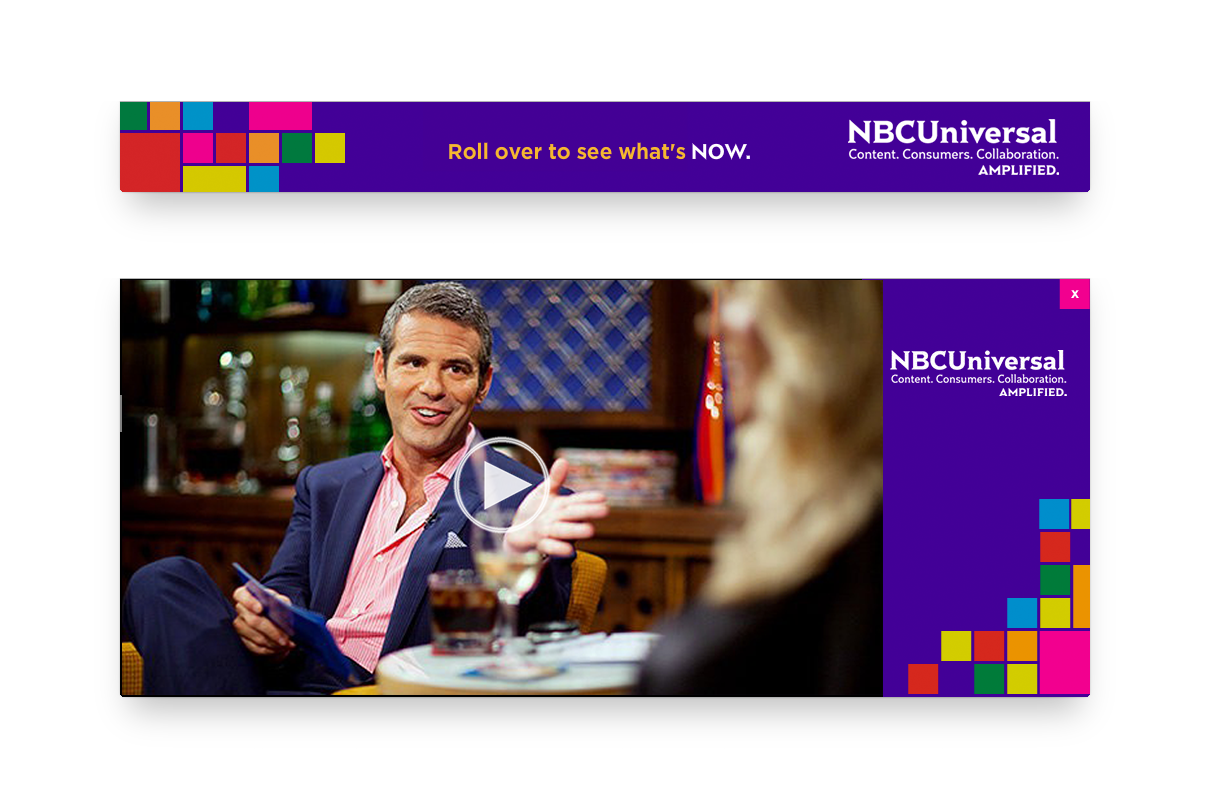 Roll over to see what's NOW.
NBCUniversal
Content. Consumers. Collaboration.
AMPLIFIED.
x
NBCUniversal
Content. Consumers. Collaboration.
AMPLIFIED.